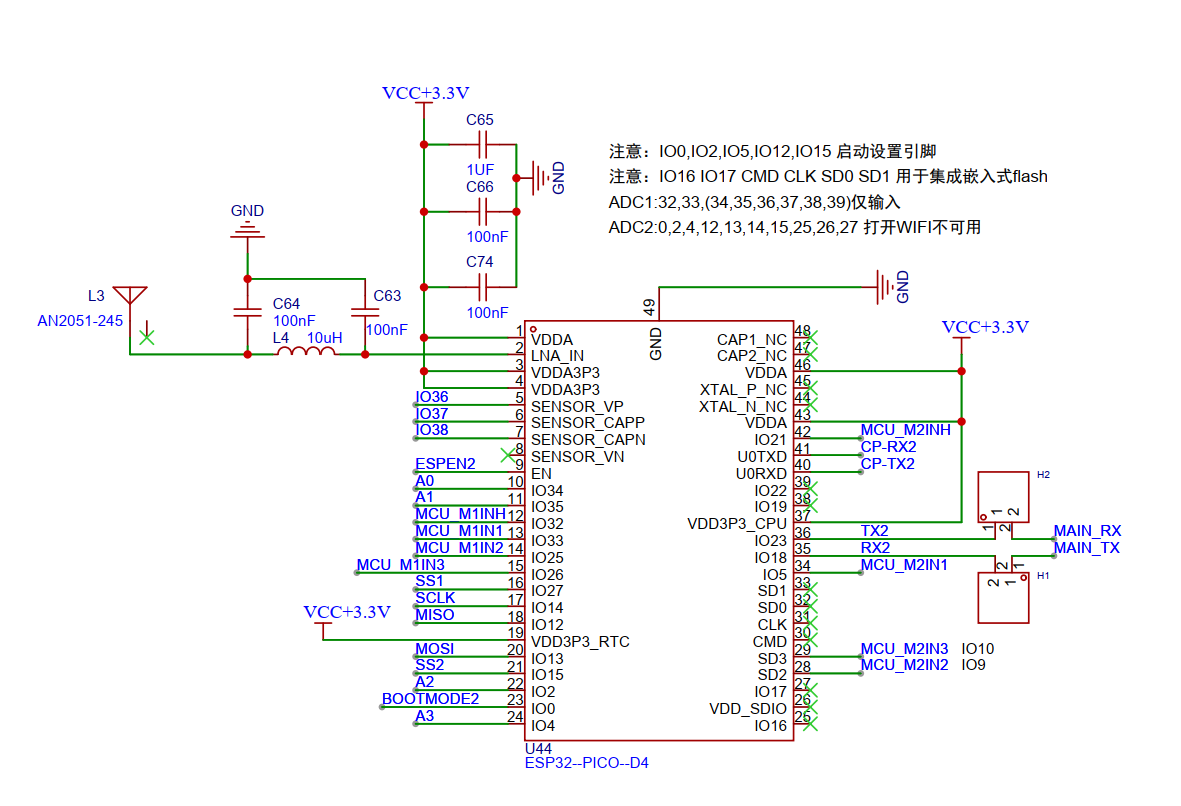 VCC+3.3V
C65
1UF
C66
100nF
C74
100nF
GND
注意：IO0,IO2,IO5,IO12,IO15 启动设置引脚
注意：IO16 IO17 CMD CLK SD0 SD1 用于集成嵌入式flash
ADC1:32,33,(34,35,36,37,38,39)仅输入
ADC2:0,2,4,12,13,14,15,25,26,27 打开WIFI不可用
GND
L3
AN2051-245
C64
100nF
L4 10uH
C63
100nF
GND
49
GND
VCC+3.3V
1 VDDA
2 LNA_IN
3 VDDA3P3
4 VDDA3P3
IO36 5 SENSOR_VP
IO37 6 SENSOR_CAPP
IO38 7 SENSOR_CAPN
8 SENSOR_VN
ESPEN2 9 EN
A0 10 IO34
A1 11 IO35
MCU_M1INH 12 IO32
MCU_M1IN1 13 IO33
MCU_M1IN2 14 IO25
MCU_M1IN3 15 IO26
SS1 16 IO27
SCLK 17 IO14
MISO 18 IO12
VCC+3.3V
19 VDD3P3_RTC
MOSI 20 IO13
SS2 21 IO15
A2 22 IO2
BOOTMODE2 23 IO0
A3 24 IO4
CAP1_NC 48
CAP2_NC 47
VDDA 46
XTAL_P_NC 45
XTAL_N_NC 44
VDDA 43
IO21 42 MCU_M2INH
U0TXD 41 CP-RX2
U0RXD 40 CP-TX2
IO22 39
IO19 38
VDD3P3_CPU 37
IO23 36 TX2
IO18 35 RX2
IO5 34 MCU_M2IN1
SD1 33
SD0 32
CLK 31
CMD 30
SD3 29 MCU_M2IN3 IO10
SD2 28 MCU_M2IN2 IO9
IO17 27
VDD_SDIO 26
IO16 25
H2
1 2
1 2
MAIN_RX
MAIN_TX
2 1
2 1
H1
U44
ESP32--PICO--D4